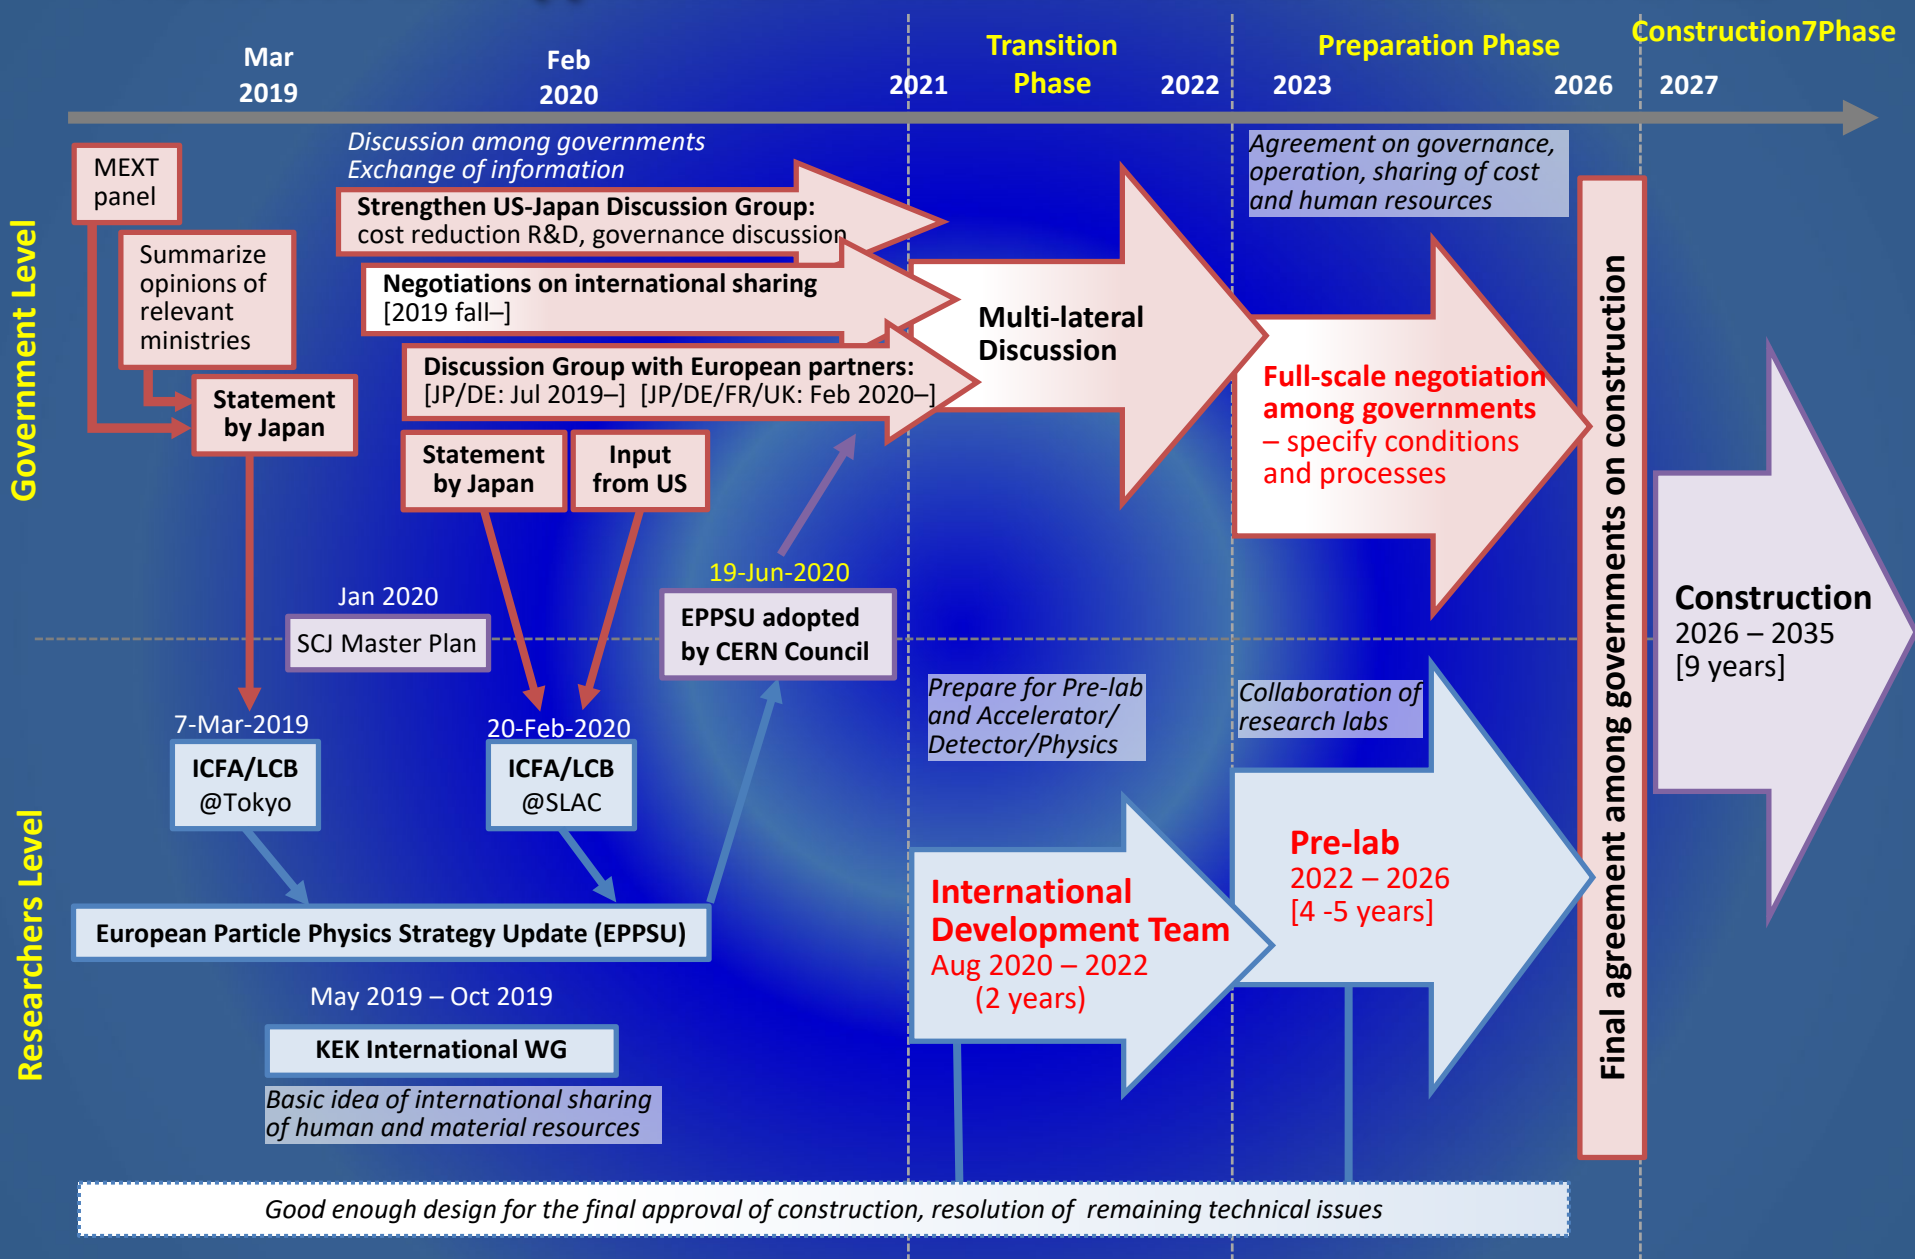 Mar
2019
Feb
2020
2021
Transition
Phase
2022
Preparation Phase
2023
2026
Construction7Phase
2027
Government Level
MEXT
panel
Summarize
opinions of
relevant
ministries
Statement
by Japan
Discussion among governments
Exchange of information
Strengthen US-Japan Discussion Group:
cost reduction R&D, governance discussion
Negotiations on international sharing
[2019 fall–]
Discussion Group with European partners:
[JP/DE: Jul 2019–]  [JP/DE/FR/UK: Feb 2020–]
Statement
by Japan
Input
from US
Multi-lateral
Discussion
Agreement on governance,
operation, sharing of cost
and human resources
Full-scale negotiation
among governments
– specify conditions
and processes
Final agreement among governments on construction
Construction
2026 – 2035
[9 years]
19-Jun-2020
EPPSU adopted
by CERN Council
Jan 2020
SCJ Master Plan
Researchers Level
7-Mar-2019
ICFA/LCB
@Tokyo
20-Feb-2020
ICFA/LCB
@SLAC
European Particle Physics Strategy Update (EPPSU)
May 2019 – Oct 2019
KEK International WG
Basic idea of international sharing
of human and material resources
Prepare for Pre-lab
and Accelerator/
Detector/Physics
International
Development Team
Aug 2020 – 2022
(2 years)
Collaboration of
research labs
Pre-lab
2022 – 2026
[4 -5 years]
Good enough design for the final approval of construction, resolution of  remaining technical issues